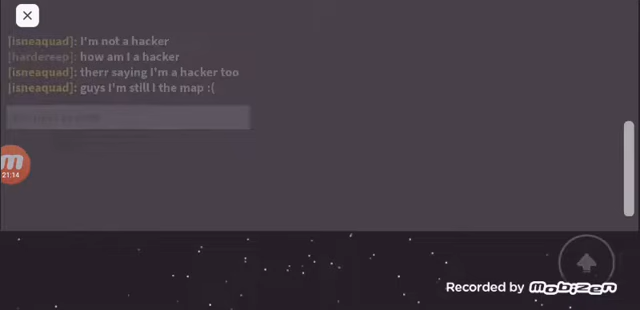 [isneaquad]: I'm not a hacker
[hardereep]: how am I a hacker
[isneaquad]: therr saying I'm a hacker too
[isneaquad]: guys I'm still I the map :(
21:14
Recorded by Mobizen